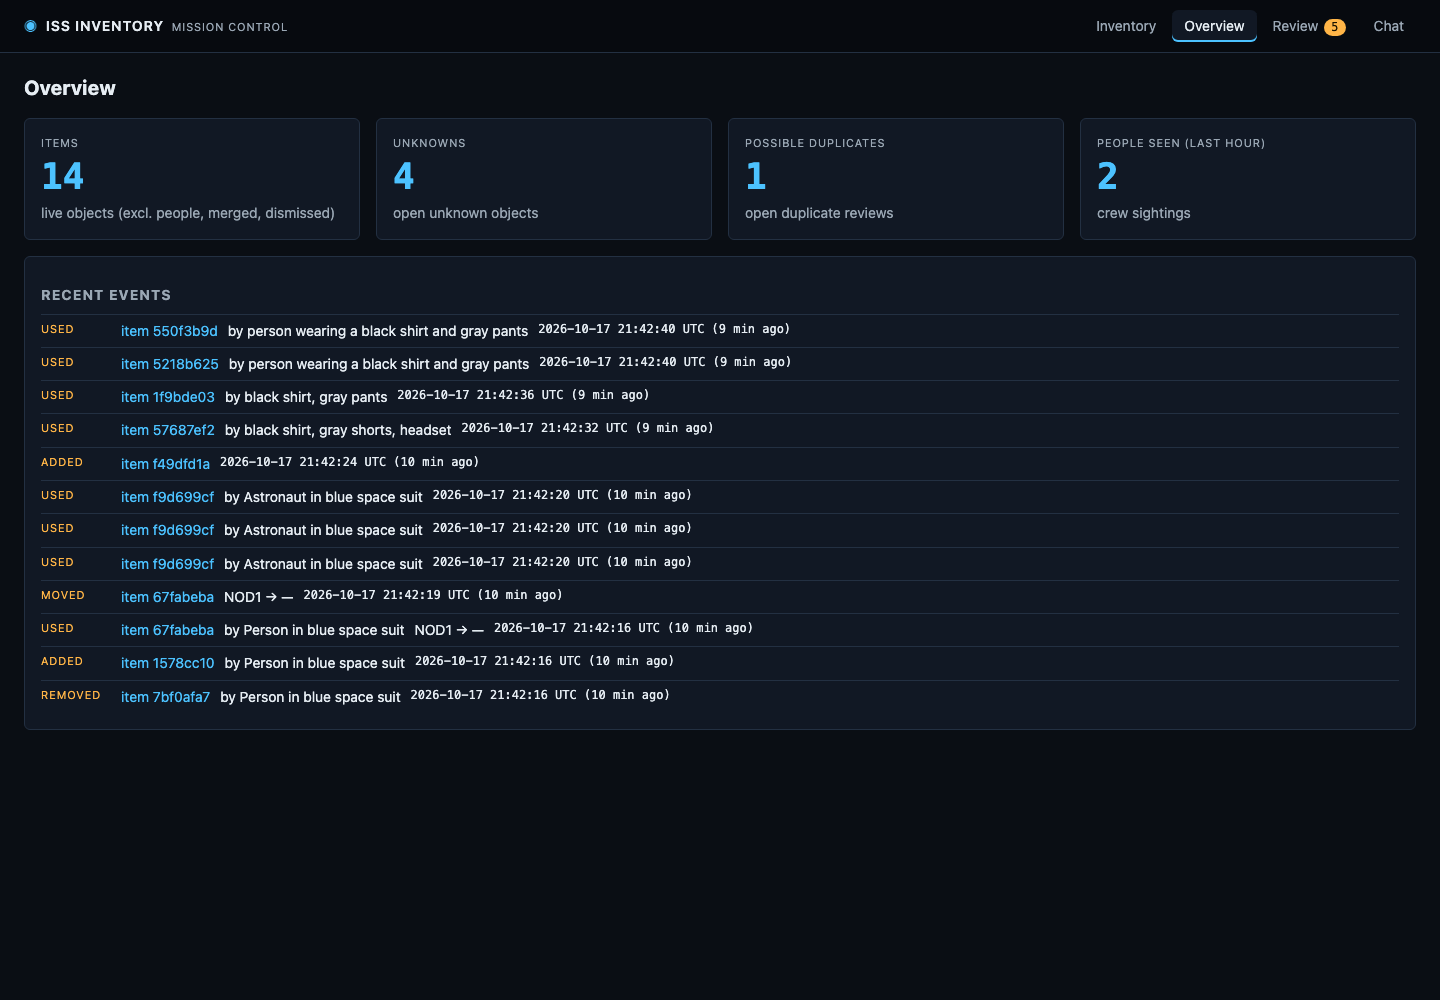 ISS INVENTORY MISSION CONTROL Inventory Overview Review 5 Chat
Overview
ITEMS UNKNOWNS POSSIBLE DUPLICATES PEOPLE SEEN (LAST HOUR)
14 4 1 2
live objects (excl. people, merged, dismissed) open unknown objects open duplicate reviews crew sightings
RECENT EVENTS
USED item 550f3b9d by person wearing a black shirt and gray pants 2026-10-17 21:42:40 UTC (9 min ago)
USED item 5218b625 by person wearing a black shirt and gray pants 2026-10-17 21:42:40 UTC (9 min ago)
USED item 1f9bde03 by black shirt, gray pants 2026-10-17 21:42:36 UTC (9 min ago)
USED item 57687ef2 by black shirt, gray shorts, headset 2026-10-17 21:42:32 UTC (9 min ago)
ADDED item f49dfd1a 2026-10-17 21:42:24 UTC (10 min ago)
USED item f9d699cf by Astronaut in blue space suit 2026-10-17 21:42:20 UTC (10 min ago)
USED item f9d699cf by Astronaut in blue space suit 2026-10-17 21:42:20 UTC (10 min ago)
USED item f9d699cf by Astronaut in blue space suit 2026-10-17 21:42:20 UTC (10 min ago)
MOVED item 67fabeba NOD1 → — 2026-10-17 21:42:19 UTC (10 min ago)
USED item 67fabeba by Person in blue space suit NOD1 → — 2026-10-17 21:42:16 UTC (10 min ago)
ADDED item 1578cc10 by Person in blue space suit 2026-10-17 21:42:16 UTC (10 min ago)
REMOVED item 7bf0afa7 by Person in blue space suit 2026-10-17 21:42:16 UTC (10 min ago)